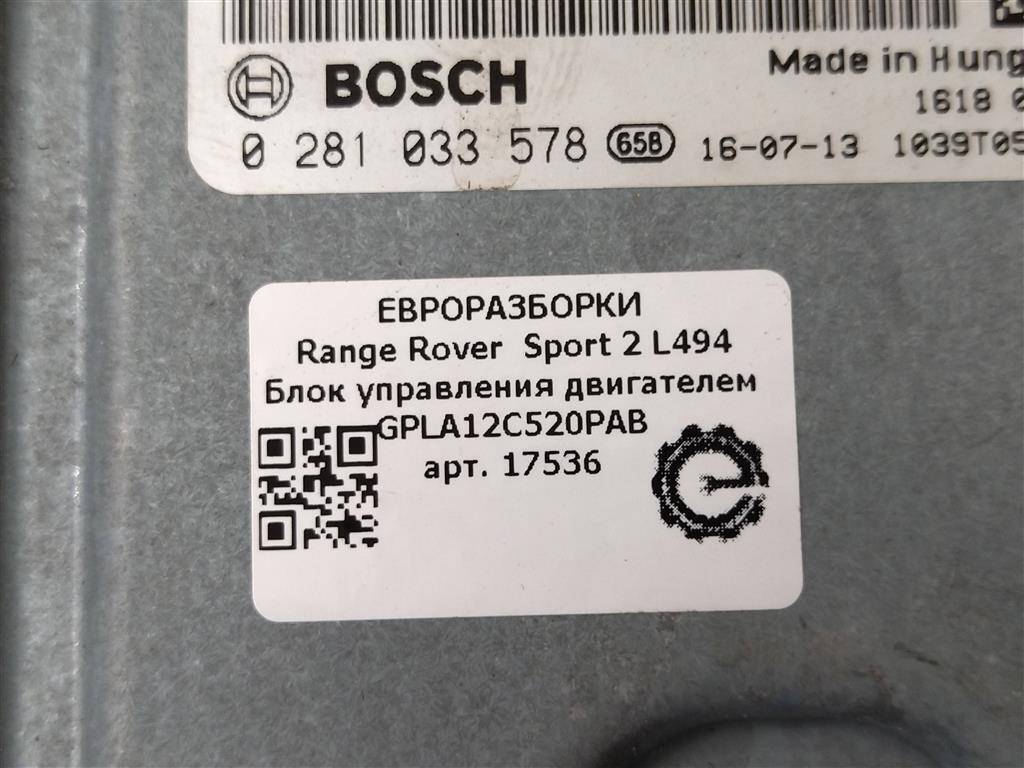 BOSCH
Made in Hung
1618 0
0 281 033 578 65B 16-07-13 1039T05
ЕВРОРАЗБОРКИ
Range Rover Sport 2 L494
Блок управления двигателем
GPLA12C520PAB
арт. 17536